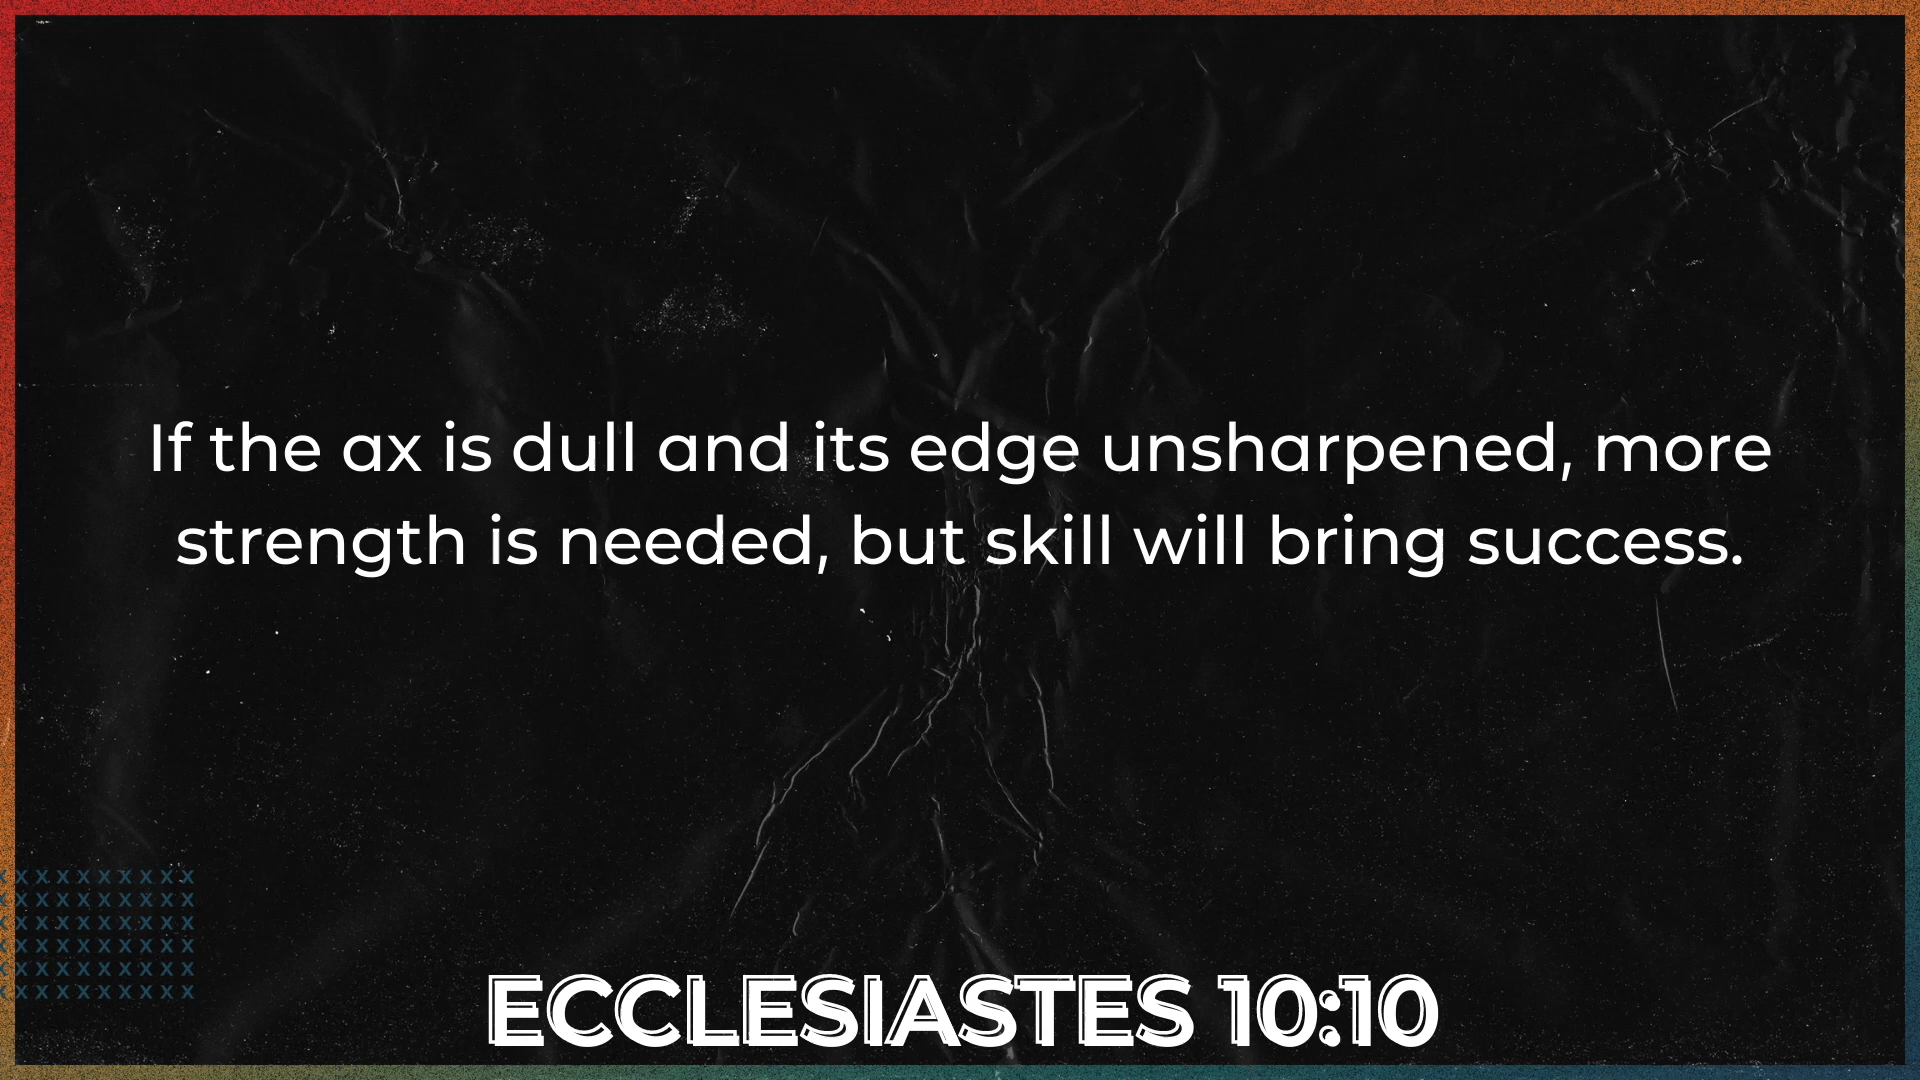 If the ax is dull and its edge unsharpened, more
strength is needed, but skill will bring success.
x x x x x x x x x x
x x x x x x x x x x
x x x x x x x x x x
x x x x x x x x x x
x x x x x x x x x x
x x x x x x x x x x
ECCLESIASTES 10:10